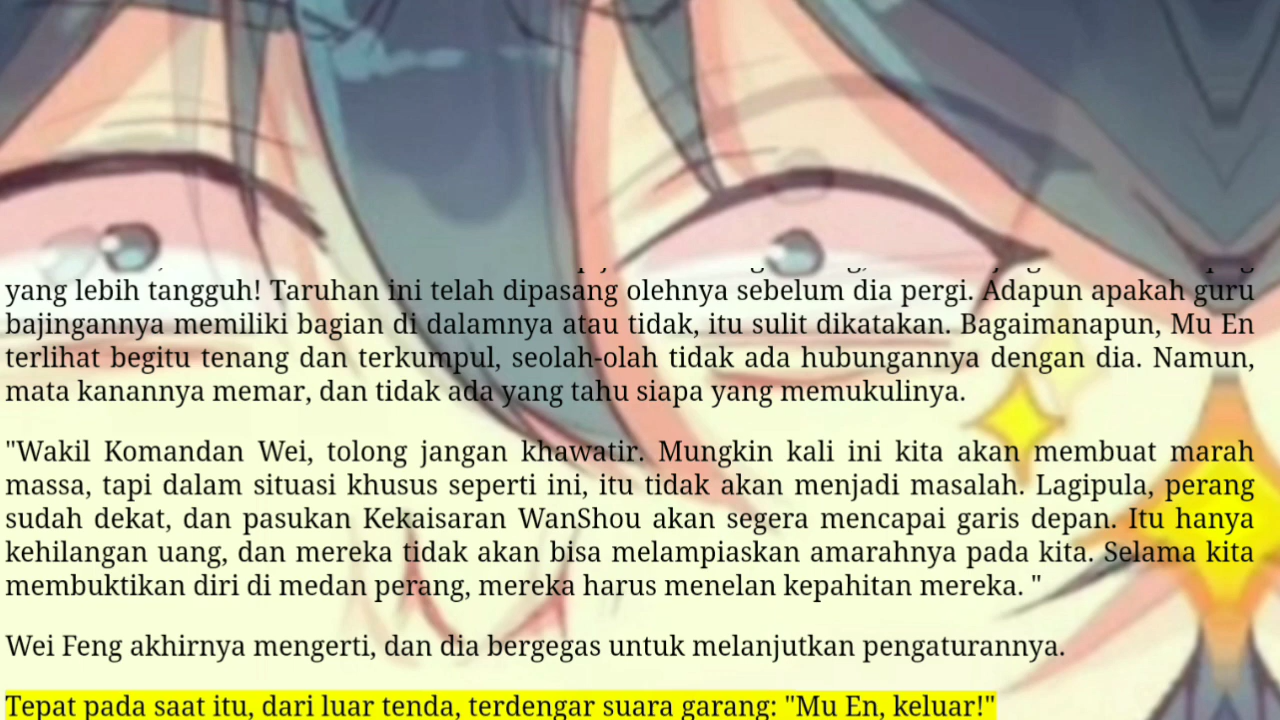 yang lebih tangguh! Taruhan ini telah dipasang olehnya sebelum dia pergi. Adapun apakah guru
bajingannya memiliki bagian di dalamnya atau tidak, itu sulit dikatakan. Bagaimanapun, Mu En
terlihat begitu tenang dan terkumpul, seolah-olah tidak ada hubungannya dengan dia. Namun,
mata kanannya memar, dan tidak ada yang tahu siapa yang memukulinya.
"Wakil Komandan Wei, tolong jangan khawatir. Mungkin kali ini kita akan membuat marah
massa, tapi dalam situasi khusus seperti ini, itu tidak akan menjadi masalah. Lagipula, perang
sudah dekat, dan pasukan Kekaisaran WanShou akan segera mencapai garis depan. Itu hanya
kehilangan uang, dan mereka tidak akan bisa melampiaskan amarahnya pada kita. Selama kita
membuktikan diri di medan perang, mereka harus menelan kepahitan mereka. "
Wei Feng akhirnya mengerti, dan dia bergegas untuk melanjutkan pengaturannya.
Tepat pada saat itu, dari luar tenda, terdengar suara garang: "Mu En, keluar!"